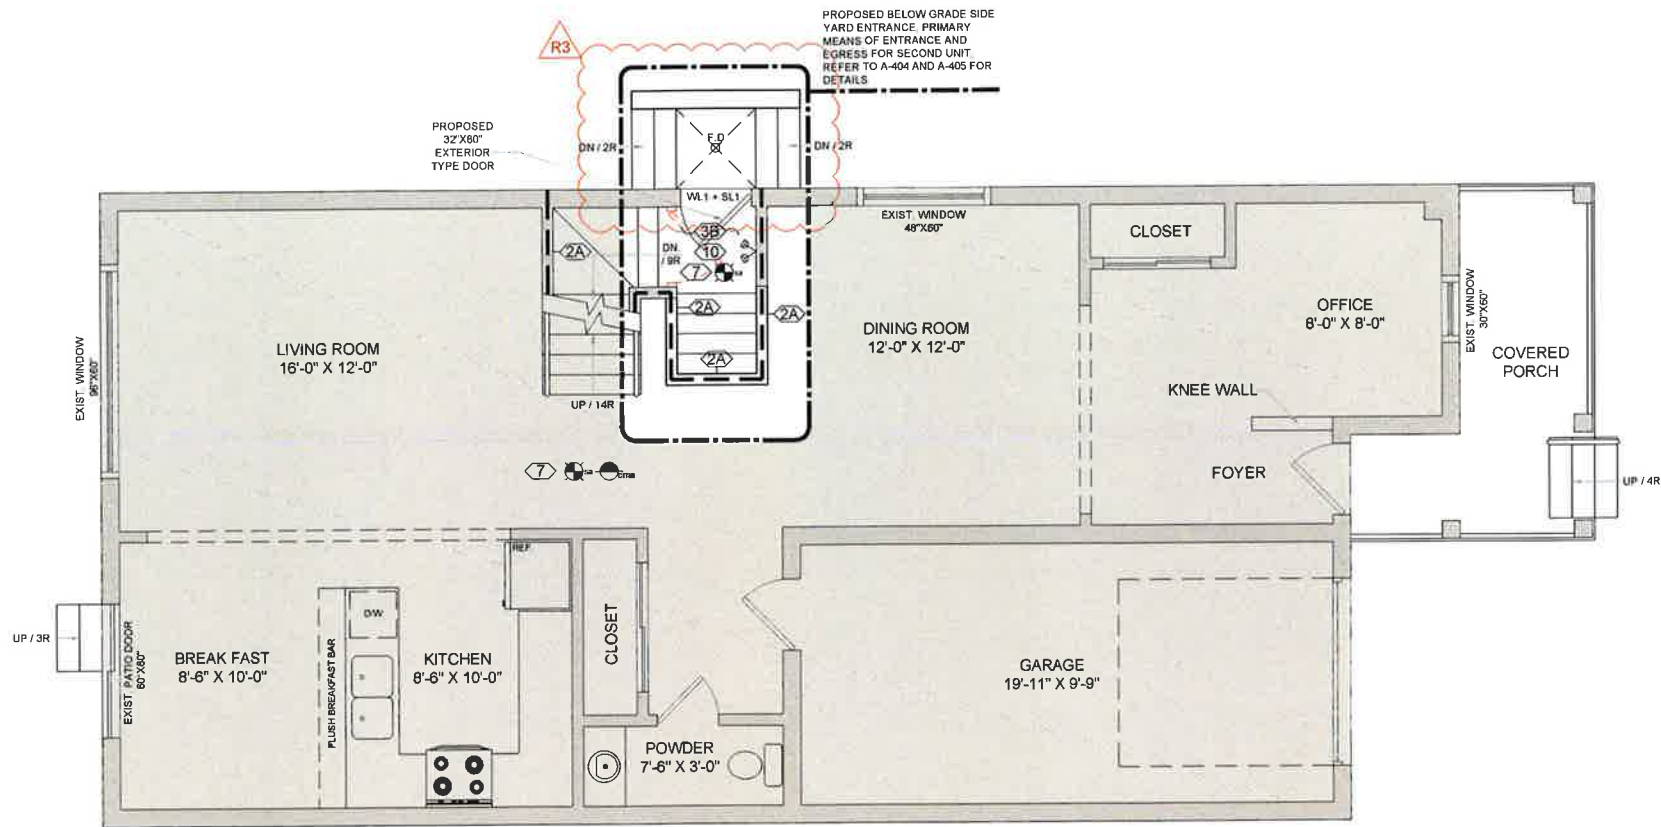 PROPOSED BELOW GRADE SIDE
YARD ENTRANCE, PRIMARY
MEANS OF ENTRANCE AND
EGRESS FOR SECOND UNIT,
REFER TO A-404 AND A-405 FOR
DETAILS
R3
PROPOSED
32"X80"
EXTERIOR
TYPE DOOR
DN / 2R
F.D
DN / 2R
WL1 + SL1
EXIST. WINDOW
48"X60"
CLOSET
2A
DN.
/ 9R
3B
10
7
2A
2A
2A
UP / 14R
LIVING ROOM
16'-0" X 12'-0"
EXIST. WINDOW
96"X60"
DINING ROOM
12'-0" X 12'-0"
OFFICE
8'-0" X 8'-0"
EXIST. WINDOW
30"X60"
COVERED
PORCH
KNEE WALL
FOYER
UP / 4R
7
REF.
D/W
UP / 3R
EXIST. PATIO DOOR
60"X80"
BREAK FAST
8'-6" X 10'-0"
FLUSH BREAKFAST BAR
KITCHEN
8'-6" X 10'-0"
CLOSET
POWDER
7'-6" X 3'-0"
GARAGE
19'-11" X 9'-9"